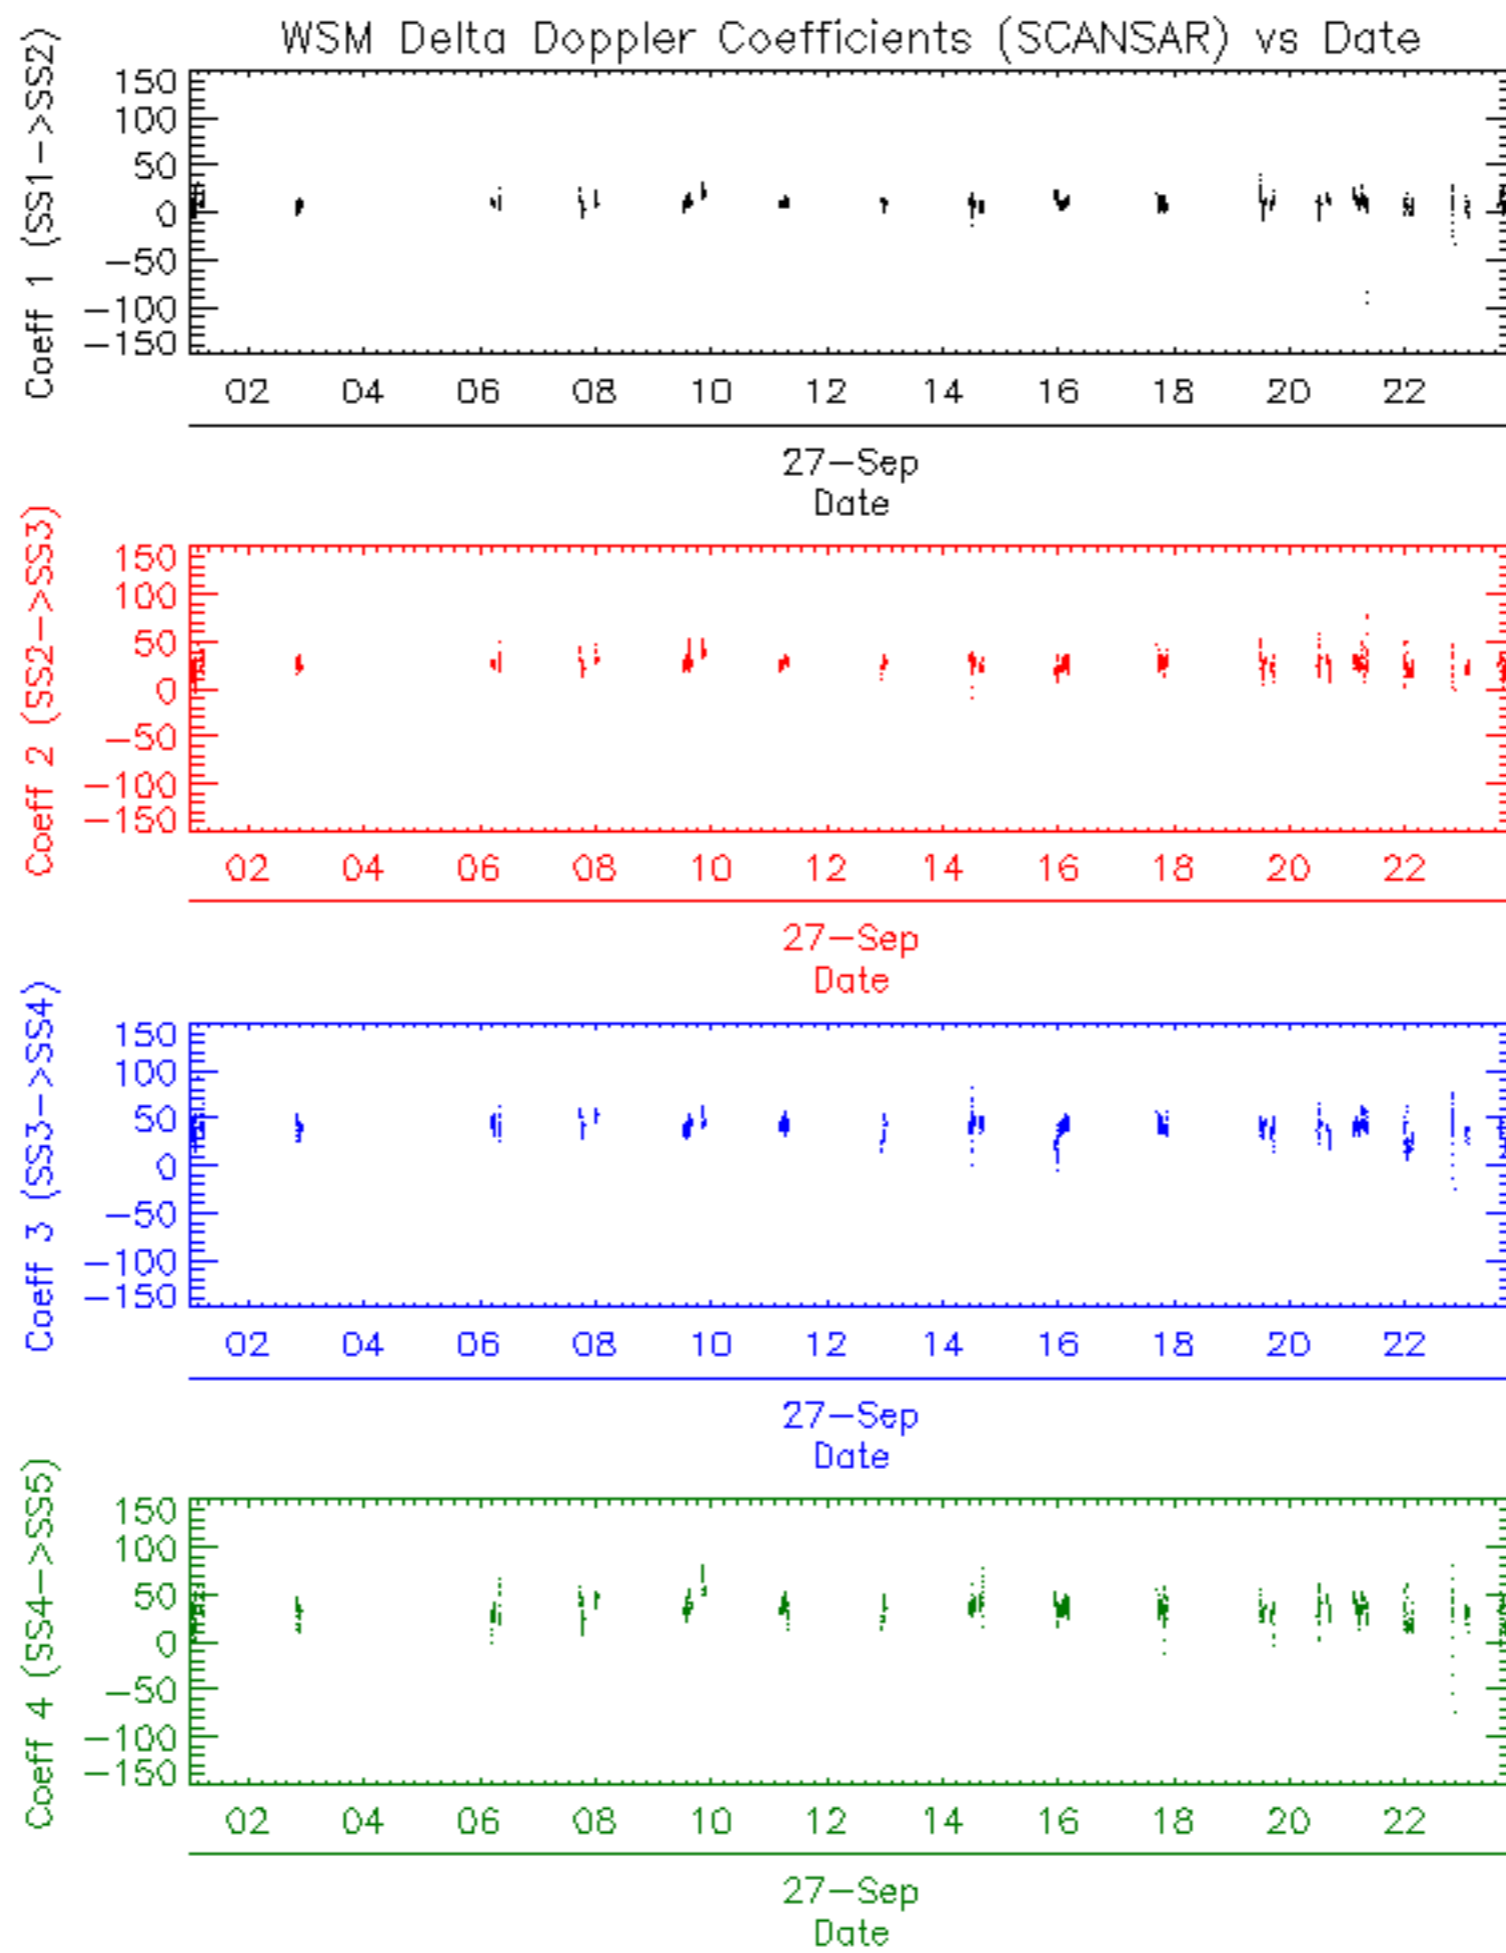 WSM Delta Doppler Coefficients (SCANSAR) vs Date
Coeff 1 (SS1->SS2)
150
100
50
0
-50
-100
-150
02 04 06 08 10 12 14 16 18 20 22
27-Sep
Date
Coeff 2 (SS2->SS3)
150
100
50
0
-50
-100
-150
02 04 06 08 10 12 14 16 18 20 22
27-Sep
Date
Coeff 3 (SS3->SS4)
150
100
50
0
-50
-100
-150
02 04 06 08 10 12 14 16 18 20 22
27-Sep
Date
Coeff 4 (SS4->SS5)
150
100
50
0
-50
-100
-150
02 04 06 08 10 12 14 16 18 20 22
27-Sep
Date